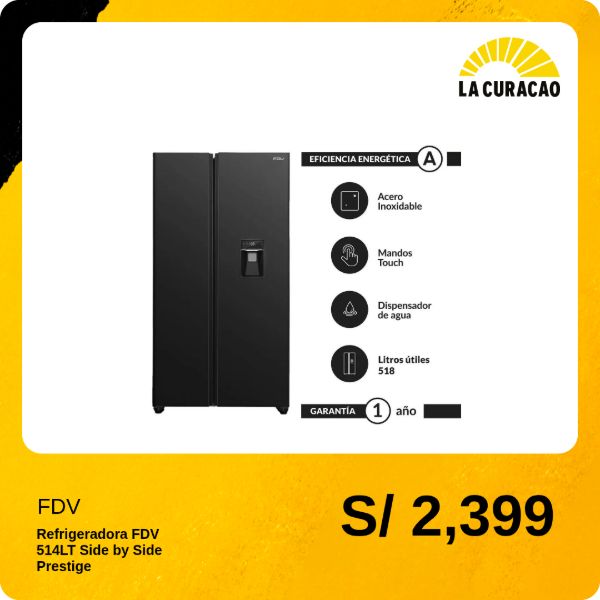 LA CURACAO
FDV
EFICIENCIA ENERGÉTICA A
Acero
Inoxidable
Mandos
Touch
Dispensador
de agua
Litros útiles
518
GARANTÍA 1 año
FDV
Refrigeradora FDV
514LT Side by Side
Prestige
S/ 2,399